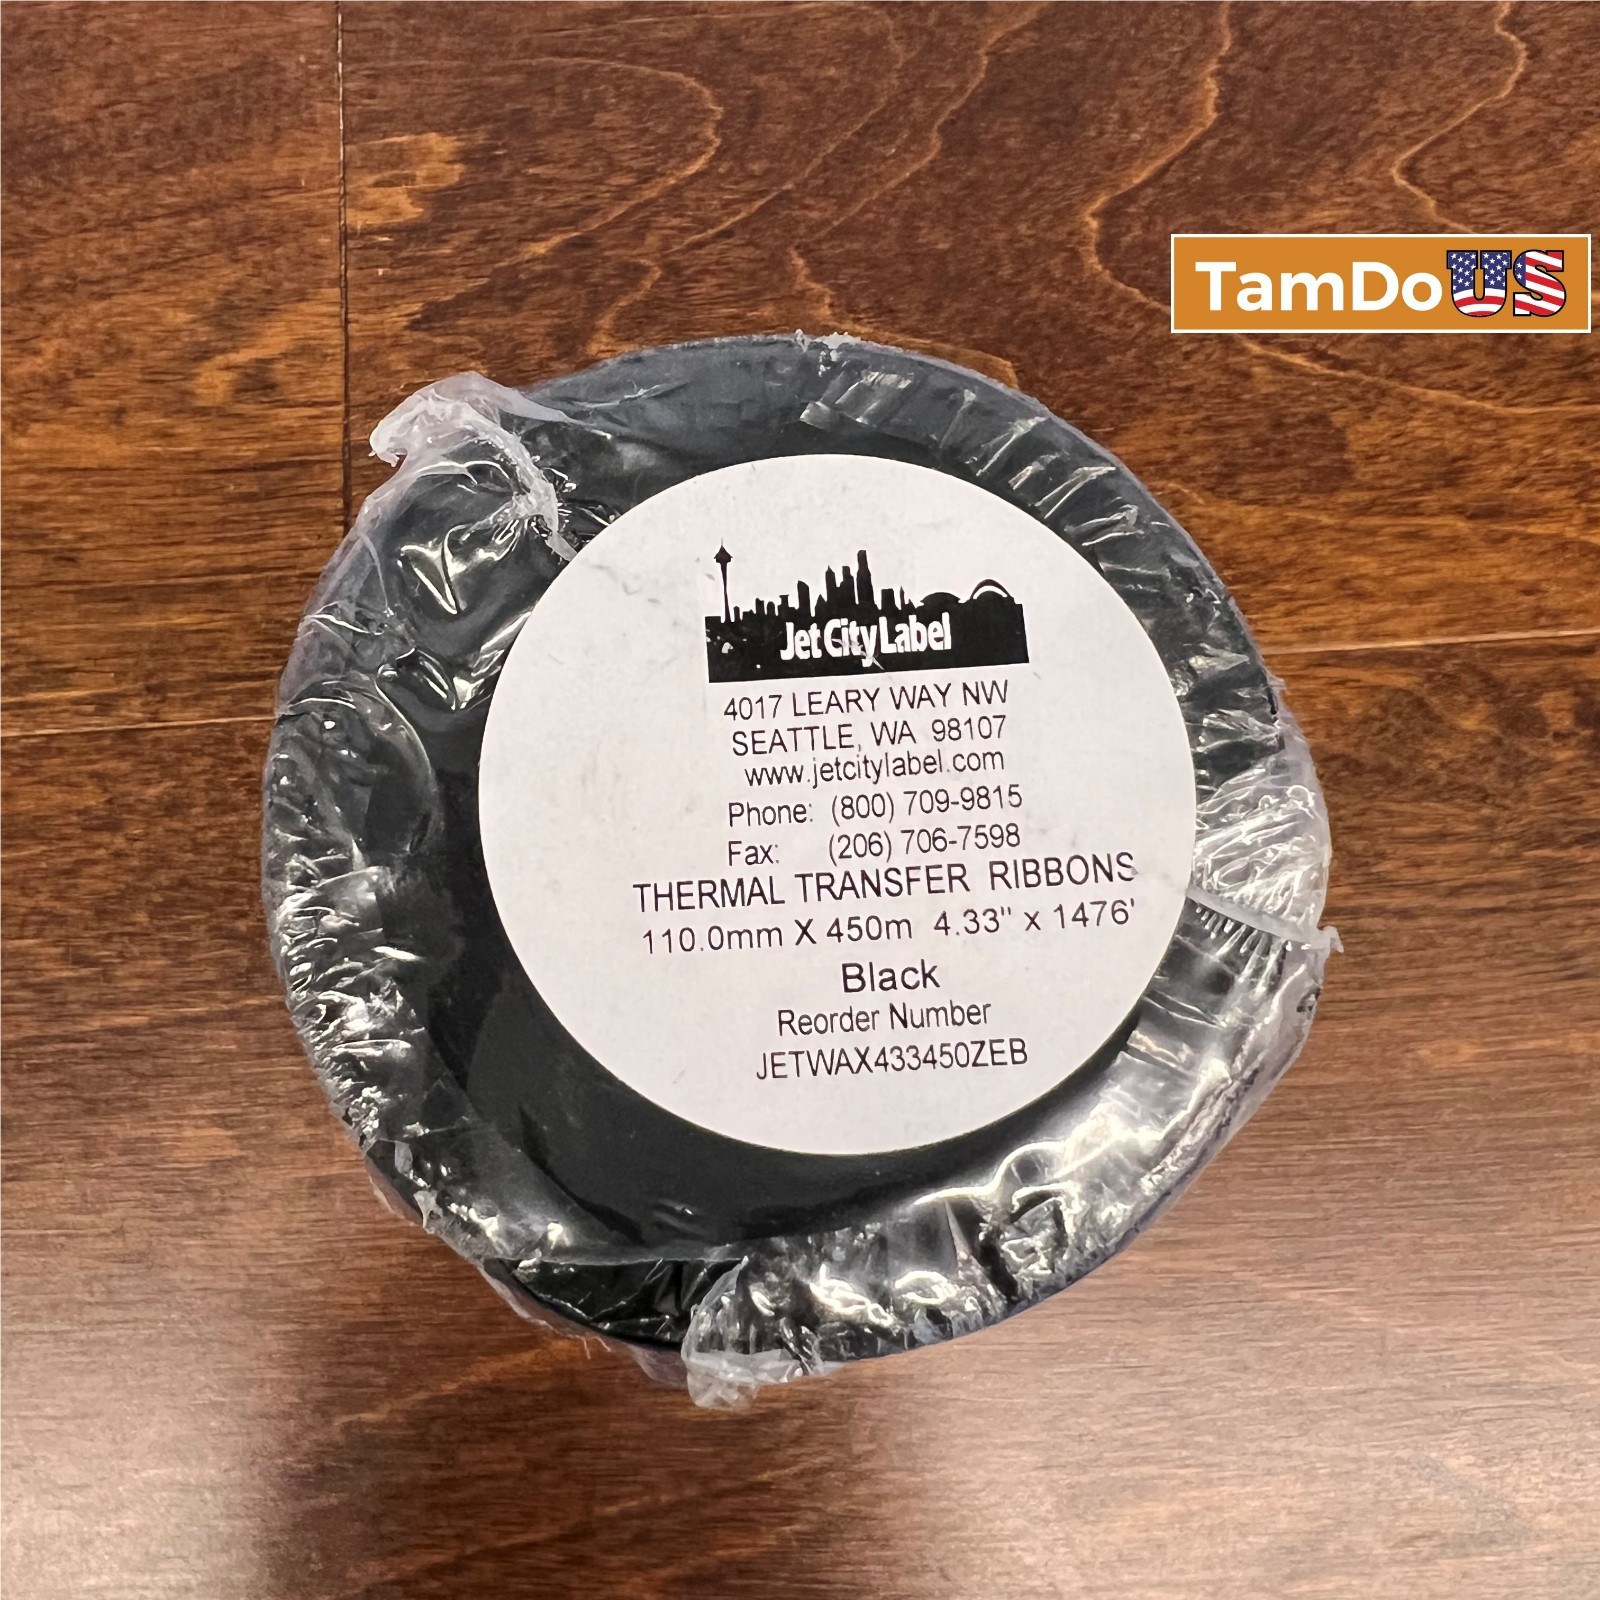 TamDoUS
Jet City Label
4017 LEARY WAY NW
SEATTLE, WA 98107
www.jetcitylabel.com
Phone: (800) 709-9815
Fax: (206) 706-7598
THERMAL TRANSFER RIBBONS
110.0mm X 450m 4.33" x 1476'
Black
Reorder Number
JETWAX433450ZEB